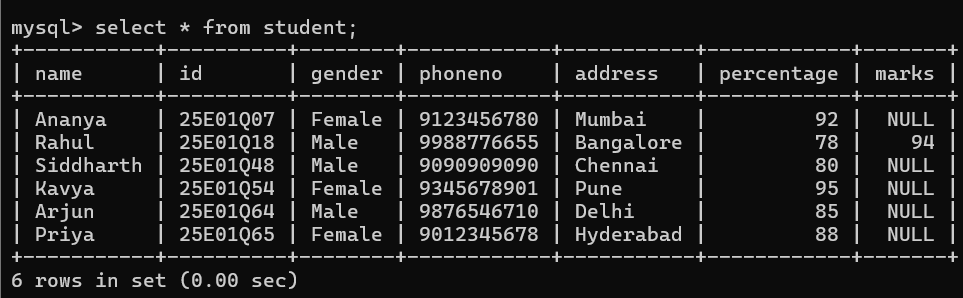 mysql> select * from student;
+------------+----------+--------+------------+-----------+------------+-------+
| name       | id       | gender | phoneno    | address   | percentage | marks |
+------------+----------+--------+------------+-----------+------------+-------+
| Ananya     | 25E01Q07 | Female | 9123456780 | Mumbai    |         92 |  NULL |
| Rahul      | 25E01Q18 | Male   | 9988776655 | Bangalore |         78 |    94 |
| Siddharth  | 25E01Q48 | Male   | 9090909090 | Chennai   |         80 |  NULL |
| Kavya      | 25E01Q54 | Female | 9345678901 | Pune      |         95 |  NULL |
| Arjun      | 25E01Q64 | Male   | 9876546710 | Delhi     |         85 |  NULL |
| Priya      | 25E01Q65 | Female | 9012345678 | Hyderabad |         88 |  NULL |
+------------+----------+--------+------------+-----------+------------+-------+
6 rows in set (0.00 sec)